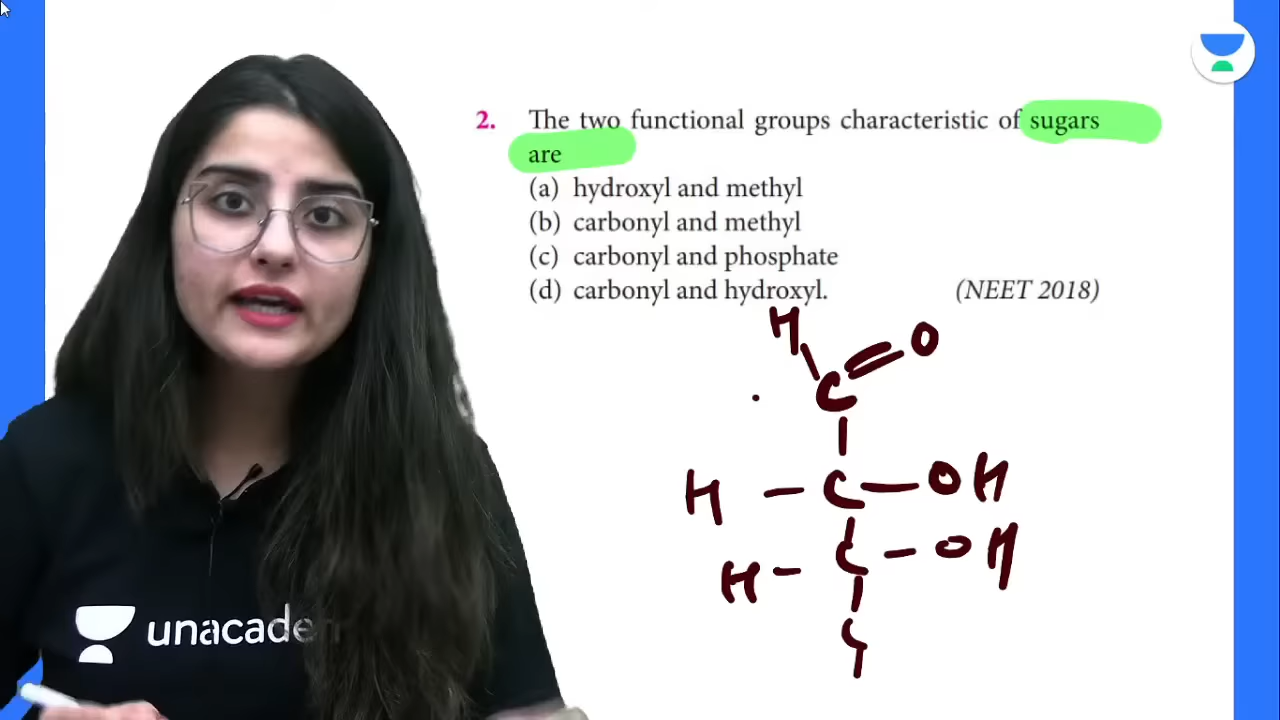 2. The two functional groups characteristic of sugars
are
(a) hydroxyl and methyl
(b) carbonyl and methyl
(c) carbonyl and phosphate
(d) carbonyl and hydroxyl. (NEET 2018)
H O
C
H - C - OH
H - C - OH
unacadem